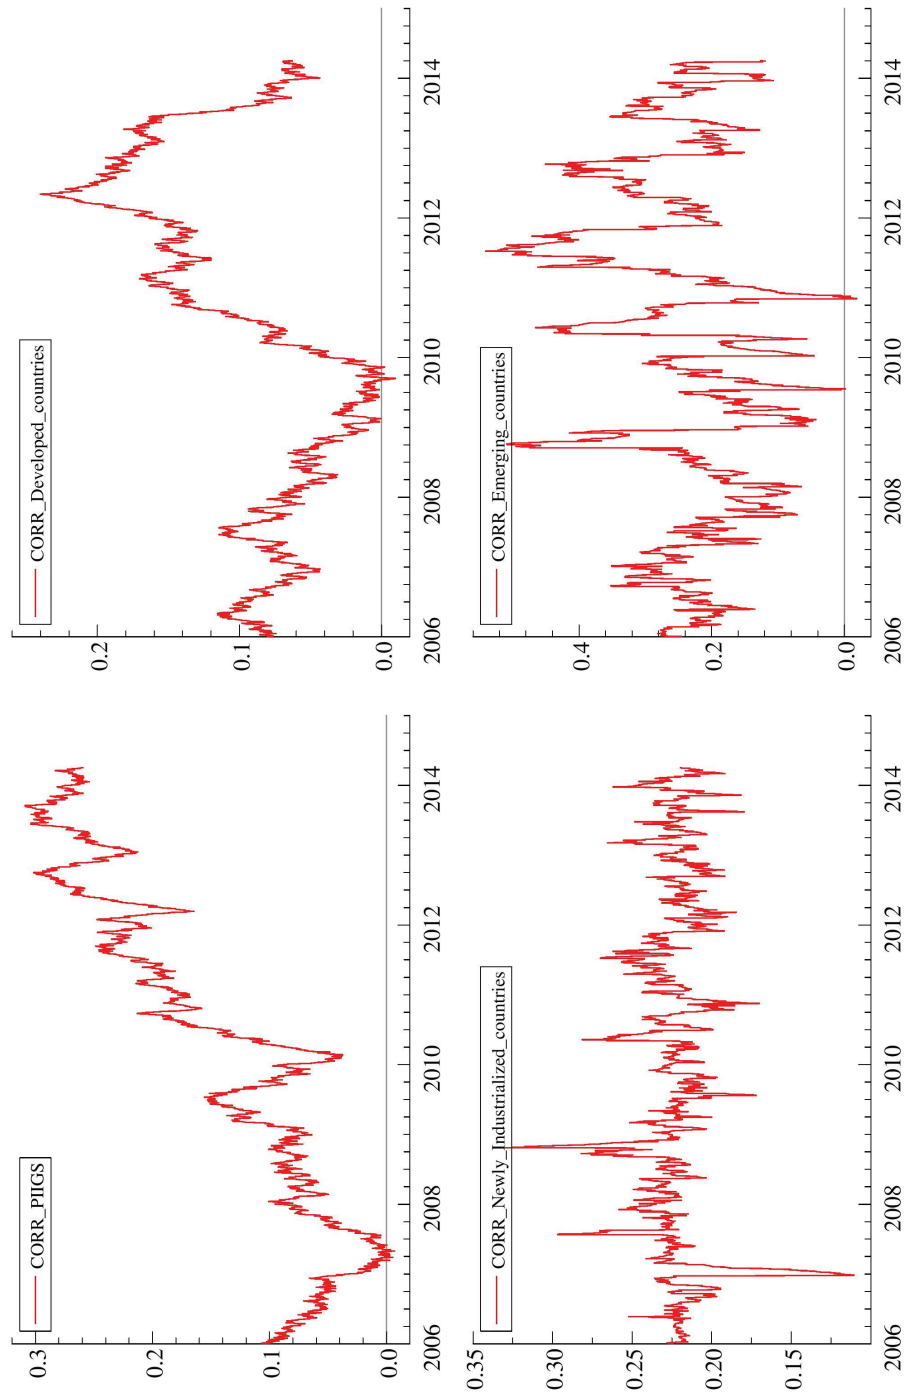 CORR_PIIGS
0.3
0.2
0.1
0.0
2006 2008 2010 2012 2014
CORR_Developed_countries
0.2
0.1
0.0
2006 2008 2010 2012 2014
CORR_Newly_Industrialized_countries
0.35
0.30
0.25
0.20
0.15
2006 2008 2010 2012 2014
CORR_Emerging_countries
0.4
0.2
0.0
2006 2008 2010 2012 2014